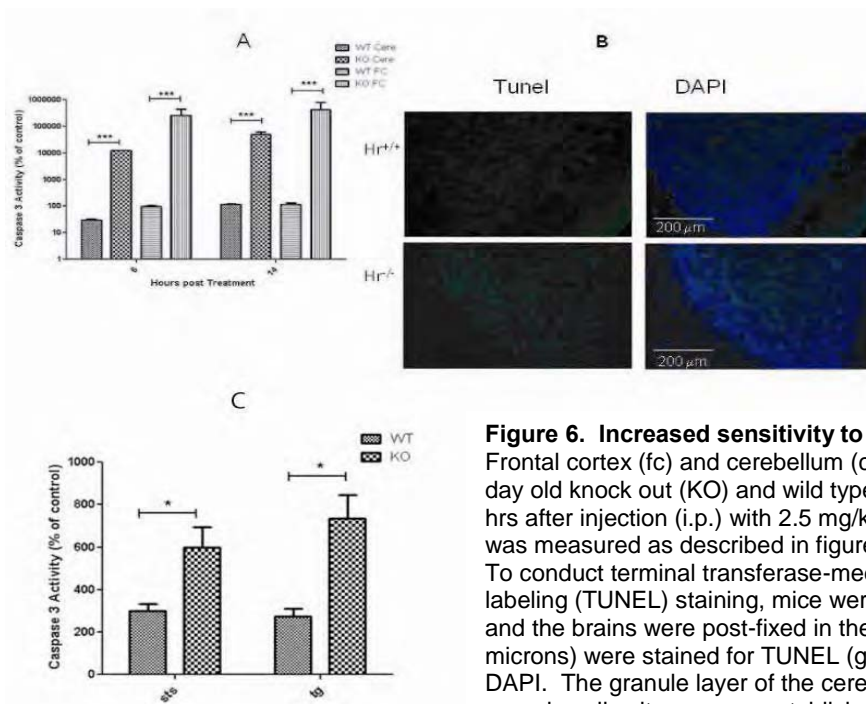 A
WT Cere
KO Cere
WT FC
KO FC
***
***
***
***
1000000
100000
10000
100
10
1
Caspase 3 Activity (% of control)
6
14
Hours post Treatment
B
Tunel
DAPI
Hr+/+
200 μm
Hr-/-
200 μm
C
WT
KO
*
*
1000
800
600
400
200
0
Caspase 3 Activity (% of control)
sts
tg
Figure 6. Increased sensitivity to
Frontal cortex (fc) and cerebellum (c
day old knock out (KO) and wild type
hrs after injection (i.p.) with 2.5 mg/k
was measured as described in figure
To conduct terminal transferase-med
labeling (TUNEL) staining, mice wer
and the brains were post-fixed in the
microns) were stained for TUNEL (g
DAPI. The granule layer of the cere